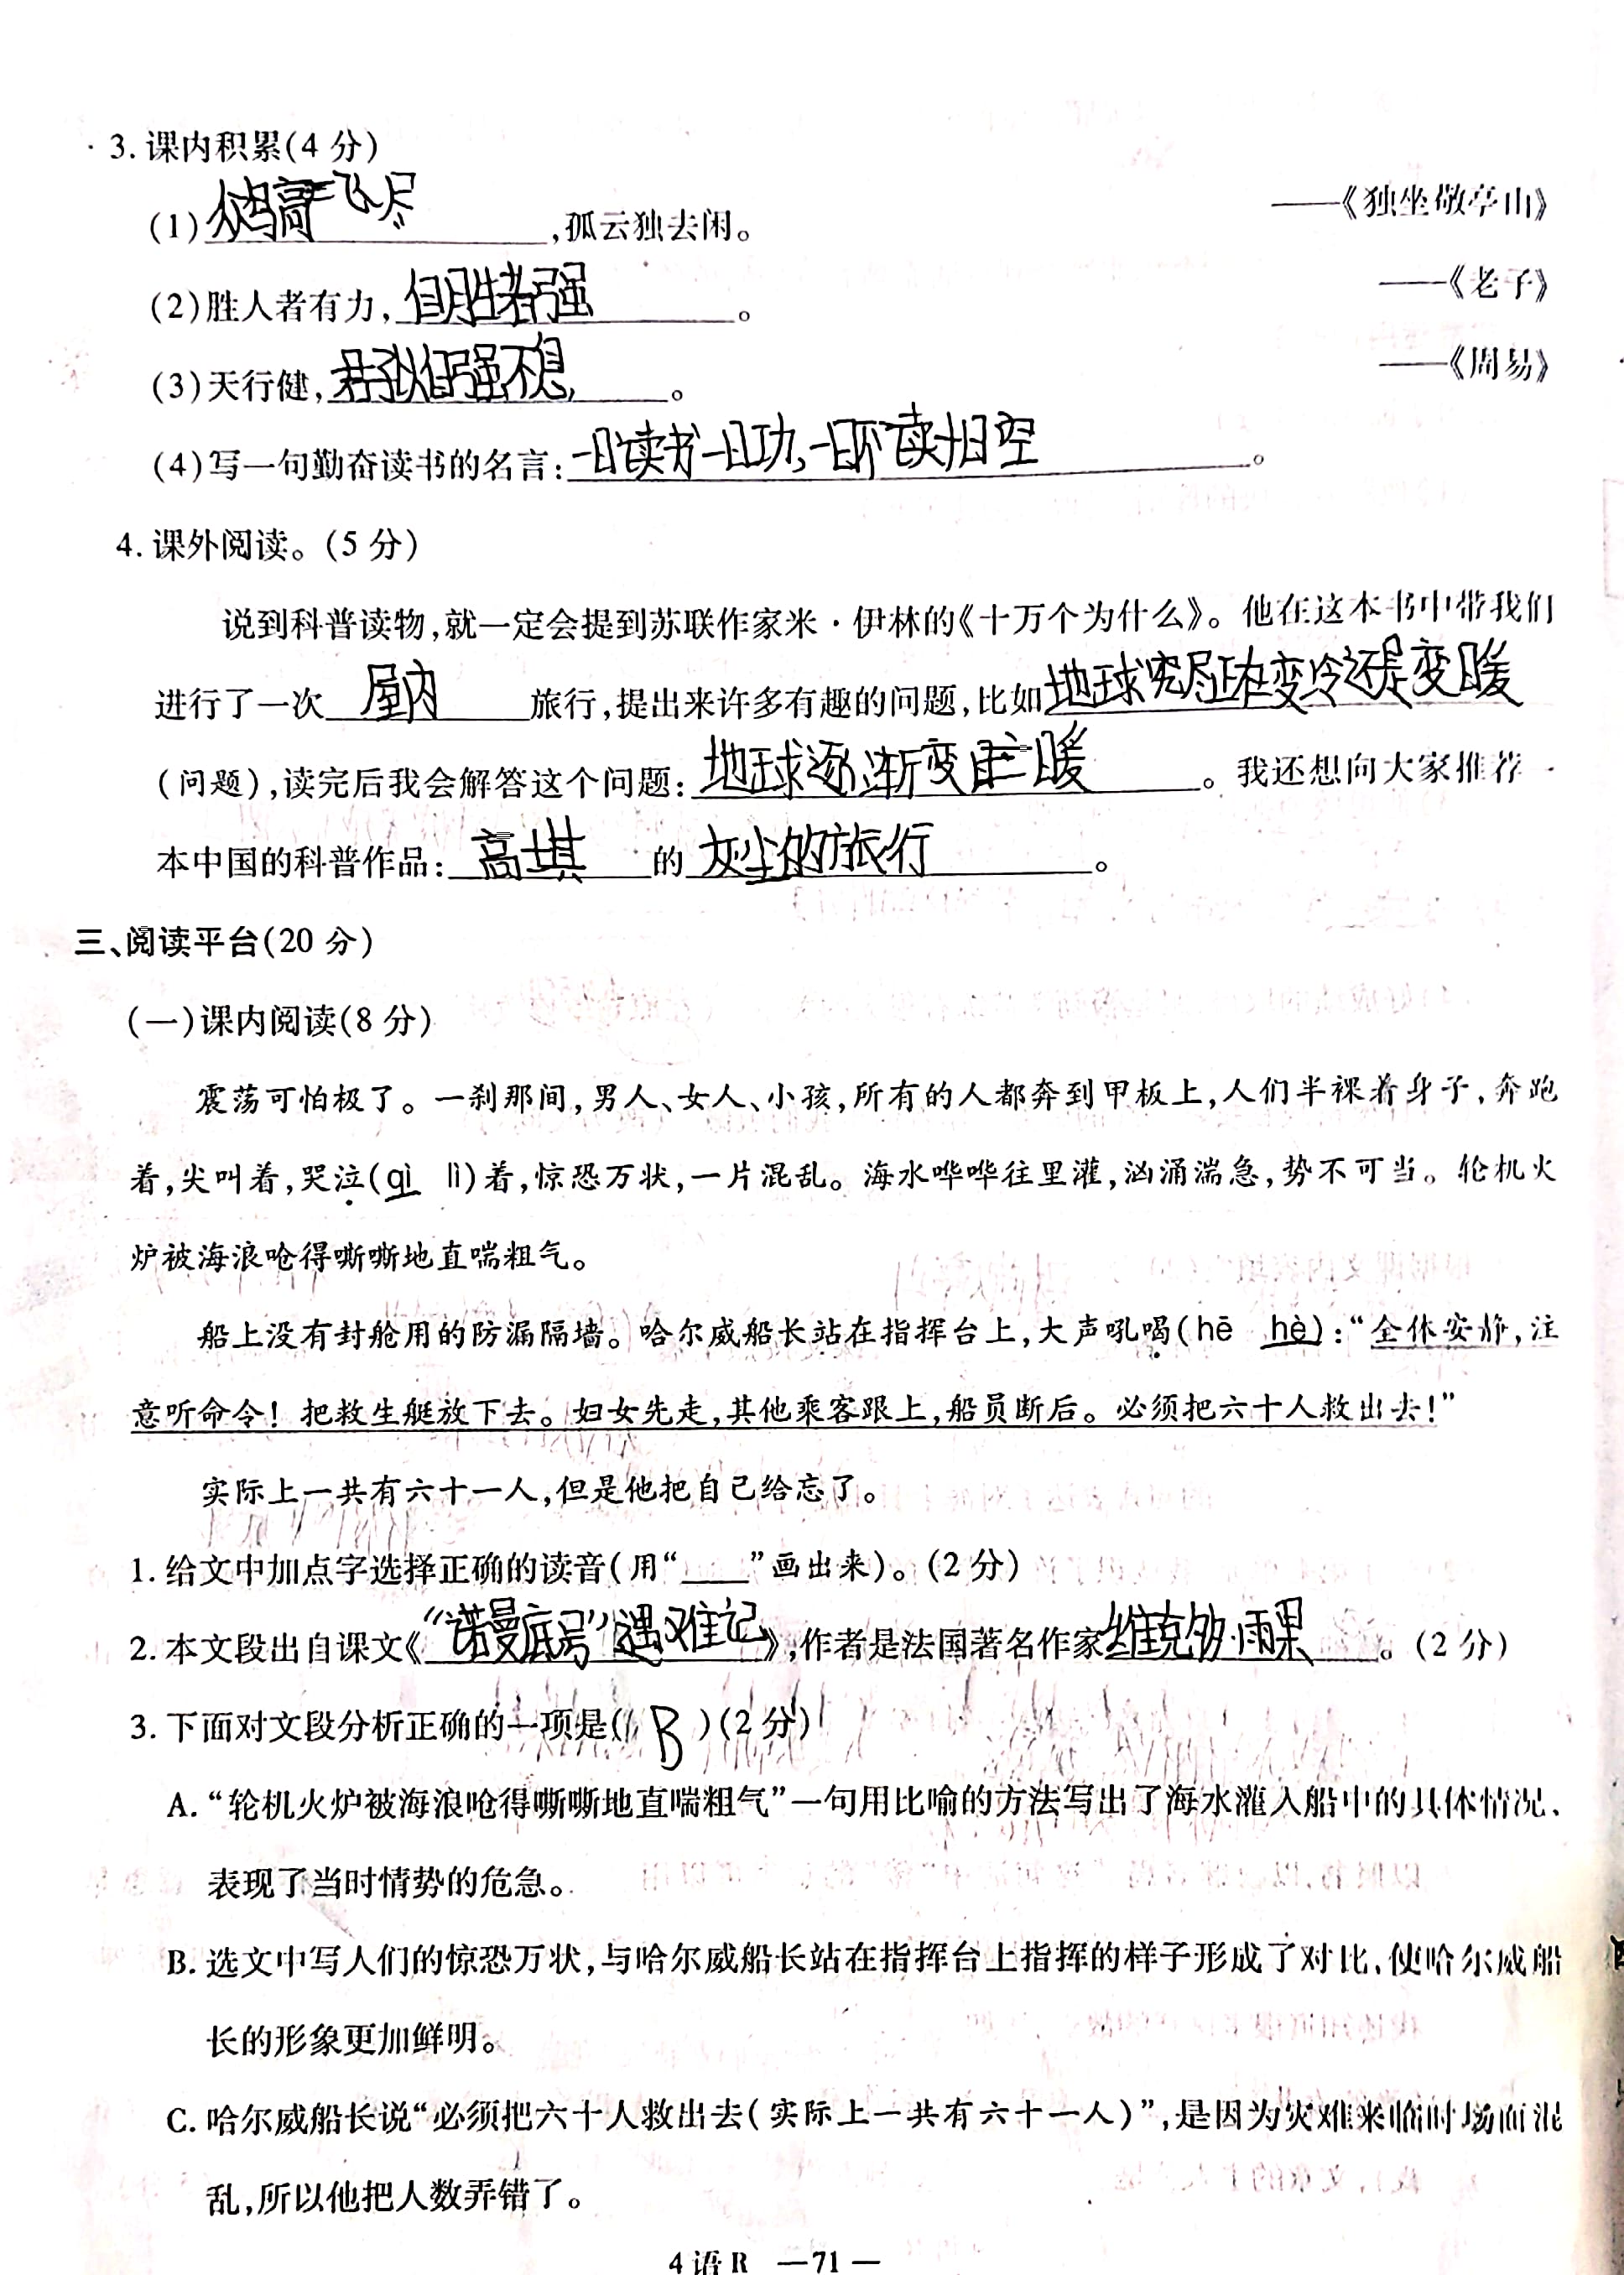 3. 课内积累(4 分)
(1)众鸟高飞尽,孤云独去闲。 ——《独坐敬亭山》
(2)胜人者有力,自胜者强。 ——《老子》
(3)天行健,君子以自强不息。 ——《周易》
(4)写一句勤奋读书的名言:一日读书一日功,一日不读十日空。
4. 课外阅读。(5 分)
说到科普读物,就一定会提到苏联作家米·伊林的《十万个为什么》。他在这本书中带我们
进行了一次屋内旅行,提出来许多有趣的问题,比如地球究尽正在变冷还是变暖
(问题),读完后我会解答这个问题:地球逐渐变暖。我还想向大家推荐一
本中国的科普作品:高士其的灰尘的旅行。
三、阅读平台(20 分)
(一)课内阅读(8 分)
震荡可怕极了。一刹那间,男人、女人、小孩,所有的人都奔到甲板上,人们半裸着身子,奔跑
着,尖叫着,哭泣(qì lì)着,惊恐万状,一片混乱。海水哗哗往里灌,汹涌湍急,势不可当。轮机火
炉被海浪呛得嘶嘶地直喘粗气。
船上没有封舱用的防漏隔墙。哈尔威船长站在指挥台上,大声吼喝(hē hè):“全体安静,注
意听命令!把救生艇放下去。妇女先走,其他乘客跟上,船员断后。必须把六十人救出去!”
实际上一共有六十一人,但是他把自己给忘了。
1. 给文中加点字选择正确的读音(用“____”画出来)。(2 分)
2. 本文段出自课文《“诺曼底号”遇难记》,作者是法国著名作家维克多·雨果。(2 分)
3. 下面对文段分析正确的一项是( B )(2 分)
A. “轮机火炉被海浪呛得嘶嘶地直喘粗气”一句用比喻的方法写出了海水灌入船中的具体情况,
表现了当时情势的危急。
B. 选文中写人们的惊恐万状,与哈尔威船长站在指挥台上指挥的样子形成了对比,使哈尔威船
长的形象更加鲜明。
C. 哈尔威船长说“必须把六十人救出去(实际上一共有六十一人)”,是因为灾难来临时场面混
乱,所以他把人数弄错了。
4 语 R —71—